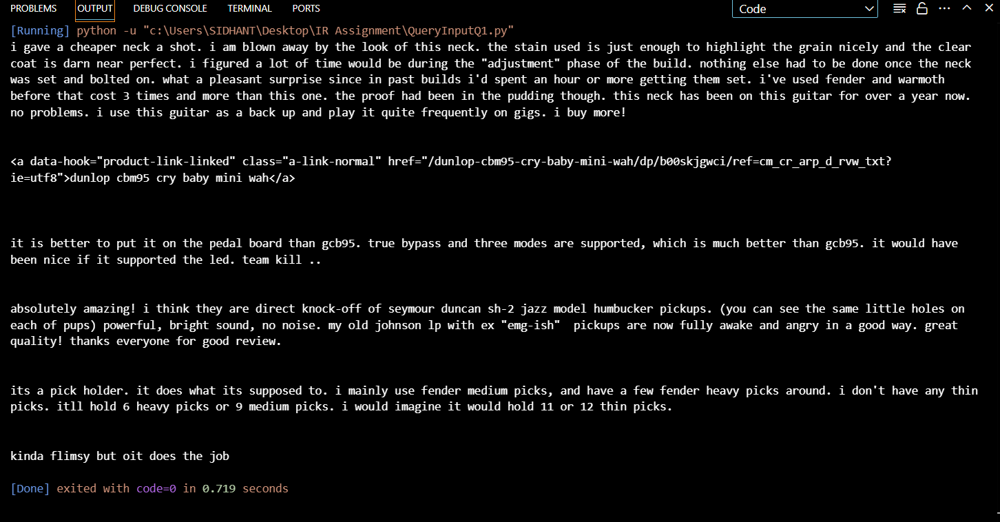 PROBLEMS OUTPUT DEBUG CONSOLE TERMINAL PORTS Code
[Running] python -u "c:\Users\SIDHANT\Desktop\IR Assignment\QueryInputQ1.py"
i gave a cheaper neck a shot. i am blown away by the look of this neck. the stain used is just enough to highlight the grain nicely and the clear
coat is darn near perfect. i figured a lot of time would be during the "adjustment" phase of the build. nothing else had to be done once the neck
was set and bolted on. what a pleasant surprise since in past builds i'd spent an hour or more getting them set. i've used fender and warmoth
before that cost 3 times and more than this one. the proof had been in the pudding though. this neck has been on this guitar for over a year now.
no problems. i use this guitar as a back up and play it quite frequently on gigs. i buy more!
<a data-hook="product-link-linked" class="a-link-normal" href="/dunlop-cbm95-cry-baby-mini-wah/dp/b00skjgwci/ref=cm_cr_arp_d_rvw_txt?
ie=utf8">dunlop cbm95 cry baby mini wah</a>
it is better to put it on the pedal board than gcb95. true bypass and three modes are supported, which is much better than gcb95. it would have
been nice if it supported the led. team kill ..
absolutely amazing! i think they are direct knock-off of seymour duncan sh-2 jazz model humbucker pickups. (you can see the same little holes on
each of pups) powerful, bright sound, no noise. my old johnson lp with ex "emg-ish"  pickups are now fully awake and angry in a good way. great
quality! thanks everyone for good review.
its a pick holder. it does what its supposed to. i mainly use fender medium picks, and have a few fender heavy picks around. i don't have any thin
picks. itll hold 6 heavy picks or 9 medium picks. i would imagine it would hold 11 or 12 thin picks.
kinda flimsy but oit does the job
[Done] exited with code=0 in 0.719 seconds